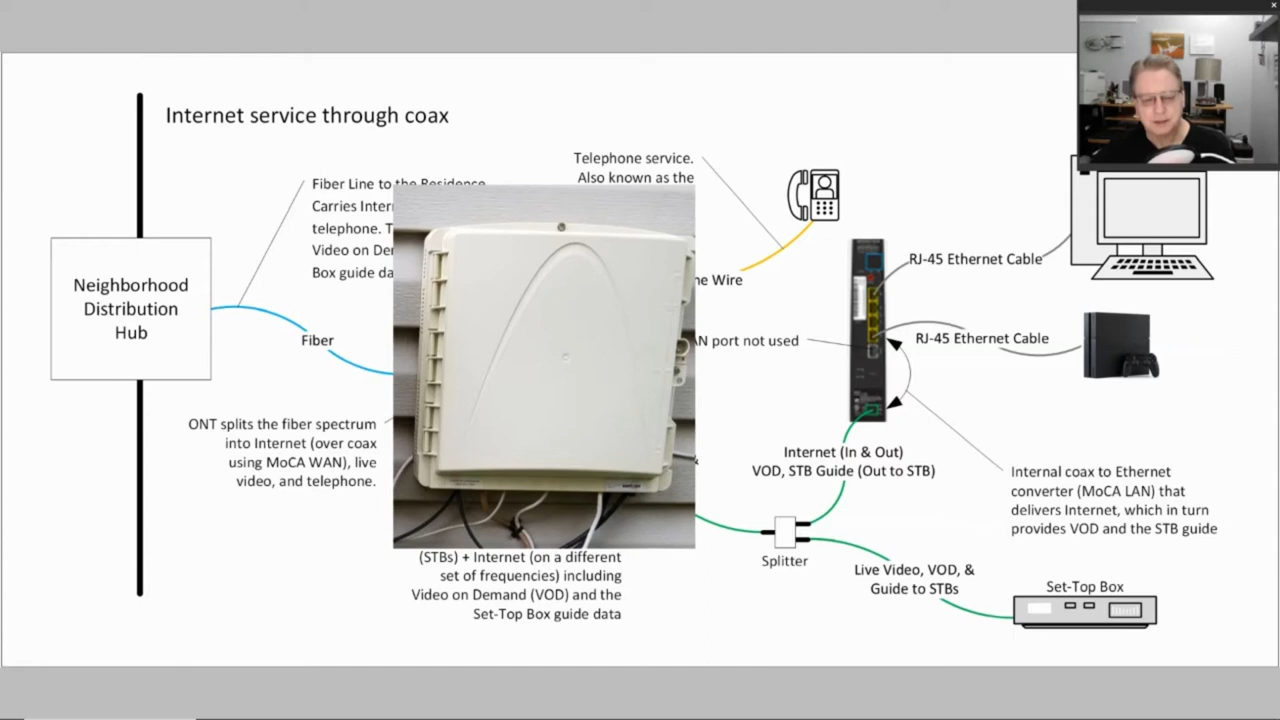 Internet service through coax
Fiber Line to the Residence
Carries Inter
telephone. T
Video on De
Box guide da
Telephone service.
Also known as the
ne Wire
RJ-45 Ethernet Cable
Neighborhood
Distribution
Hub
Fiber
N port not used
RJ-45 Ethernet Cable
ONT splits the fiber spectrum
into Internet (over coax
using MoCA WAN), live
video, and telephone.
&
Internet (In & Out)
VOD, STB Guide (Out to STB)
Internal coax to Ethernet
converter (MoCA LAN) that
delivers Internet, which in turn
provides VOD and the STB guide
(STBs) + Internet (on a different
set of frequencies) including
Video on Demand (VOD) and the
Set-Top Box guide data
Splitter
Live Video, VOD, &
Guide to STBs
Set-Top Box